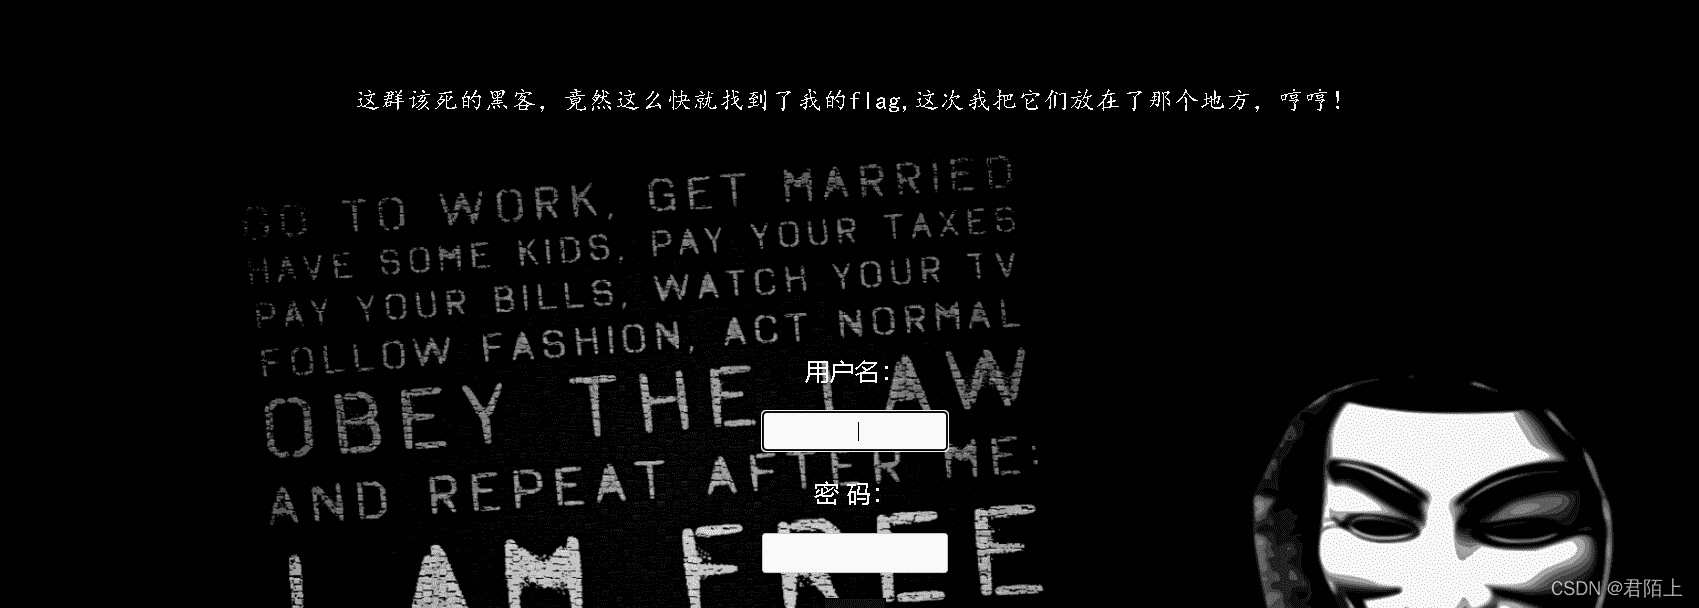 这群该死的黑客，竟然这么快就找到了我的flag,这次我把它们放在了那个地方，哼哼！
GO TO WORK, GET MARRIED
HAVE SOME KIDS, PAY YOUR TAXES
PAY YOUR BILLS, WATCH YOUR TV
FOLLOW FASHION, ACT NORMAL
OBEY THE LAW
AND REPEAT AFTER ME:
I AM FREE
用户名：
密 码：
CSDN @君陌上